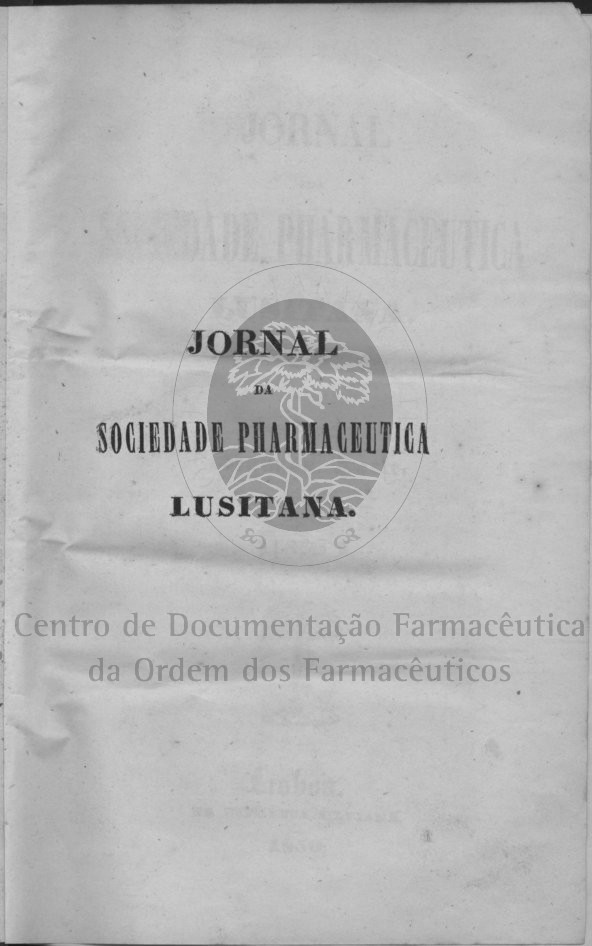 JORNAL
DA
SOCIEDADE PHARMACEUTICA
LUSITANA.
Centro de Documentação Farmacêutica
da Ordem dos Farmacêuticos